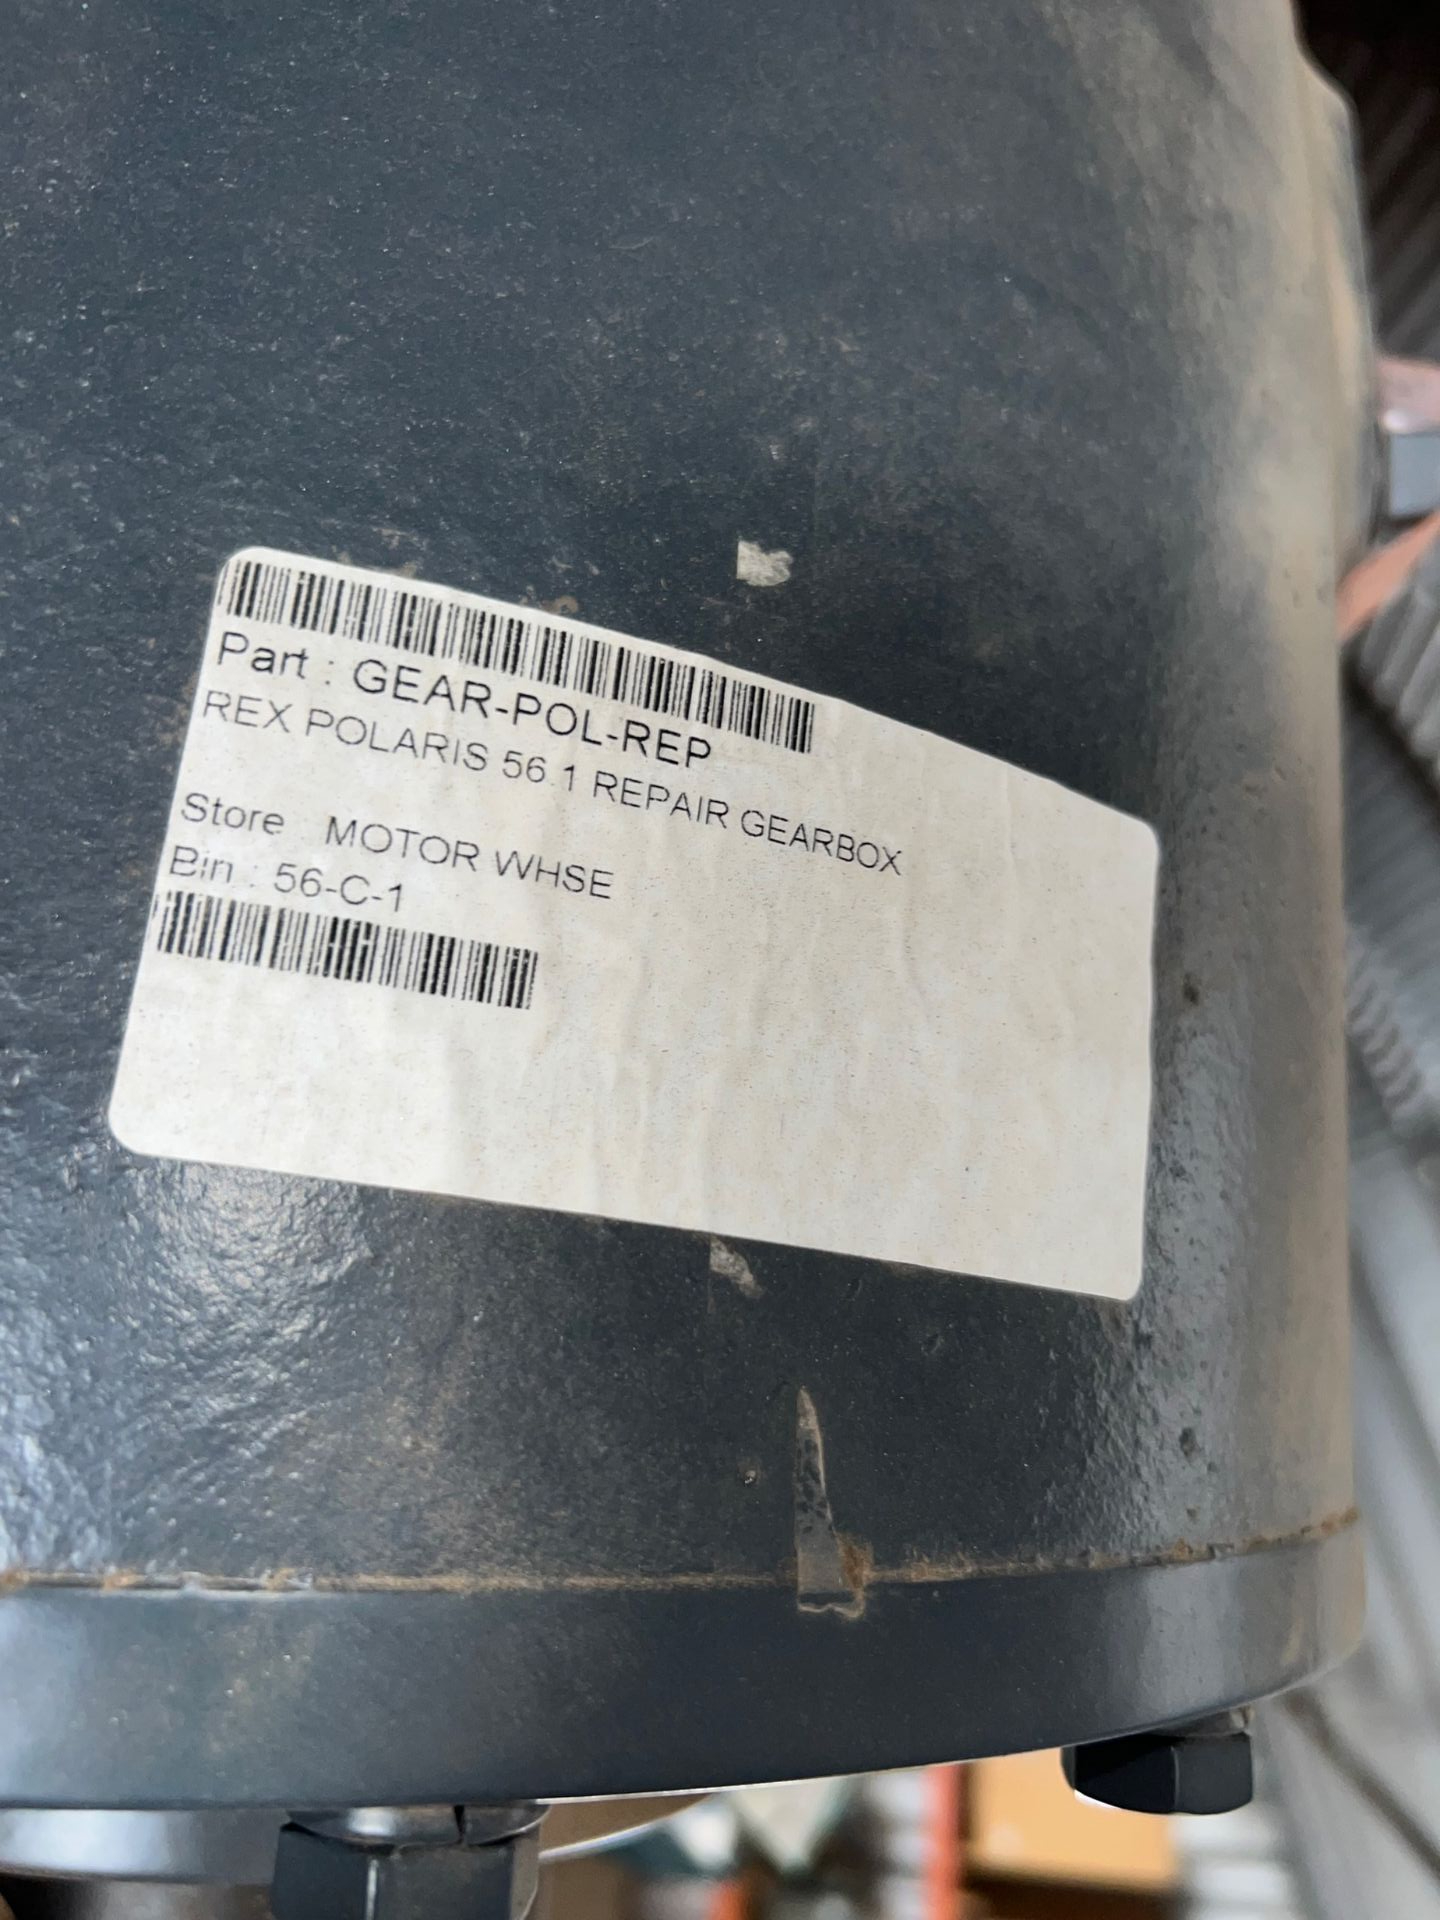 Part : GEAR-POL-REP
REX POLARIS 56.1 REPAIR GEARBOX
Store : MOTOR WHSE
Bin : 56-C-1